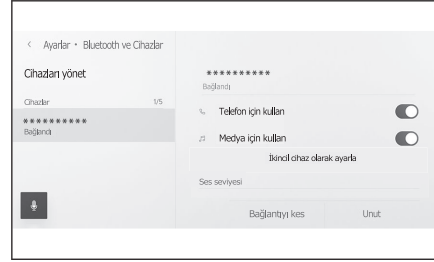 < Ayarlar • Bluetooth ve Cihazlar
Cihazları yönet
Cihazlar 1/5
**********
Bağlandı
**********
Bağlandı
Telefon için kullan
Medya için kullan
İkincil cihaz olarak ayarla
Ses seviyesi
Bağlantıyı kes Unut